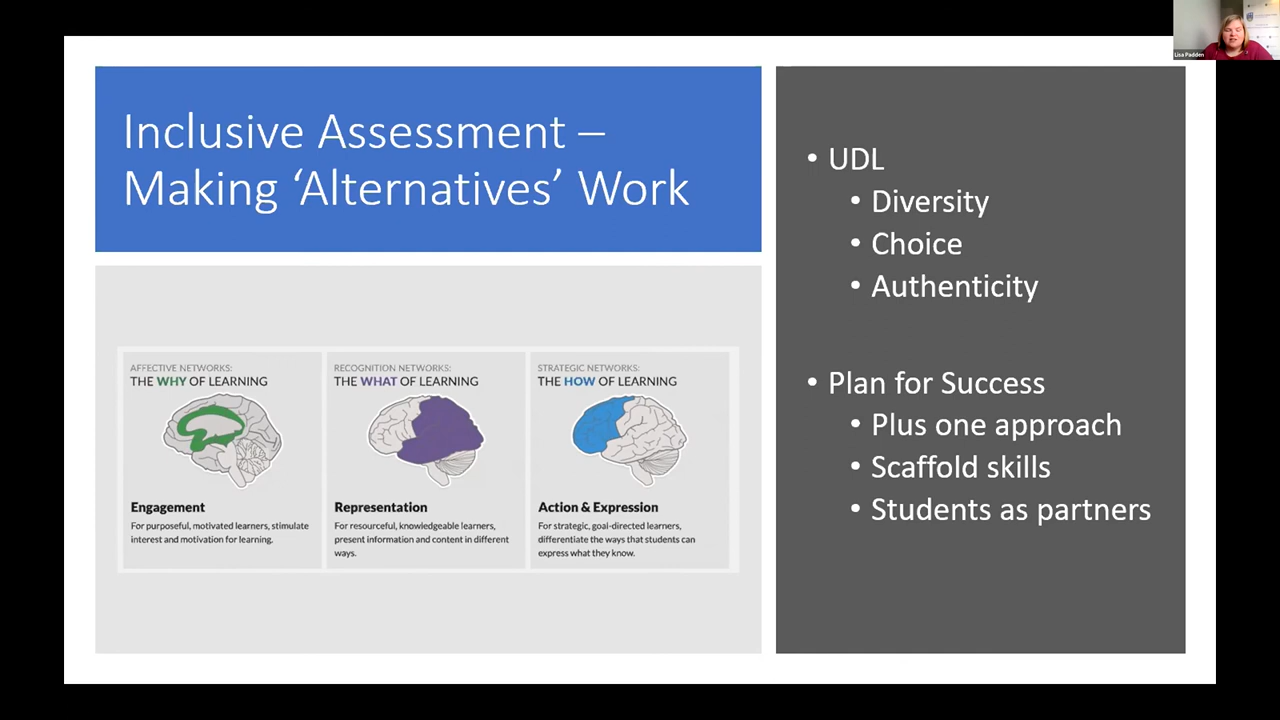 Lisa Padden
Inclusive Assessment –
Making ‘Alternatives’ Work
AFFECTIVE NETWORKS:
THE WHY OF LEARNING
Engagement
For purposeful, motivated learners, stimulate
interest and motivation for learning.
RECOGNITION NETWORKS:
THE WHAT OF LEARNING
Representation
For resourceful, knowledgeable learners,
present information and content in different
ways.
STRATEGIC NETWORKS:
THE HOW OF LEARNING
Action & Expression
For strategic, goal-directed learners,
differentiate the ways that students can
express what they know.
• UDL
• Diversity
• Choice
• Authenticity
• Plan for Success
• Plus one approach
• Scaffold skills
• Students as partners